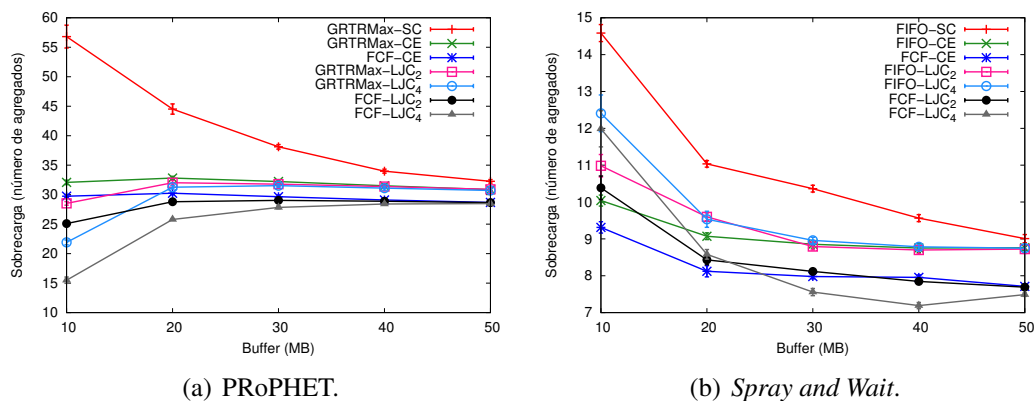 Sobrecarga (número de agregados)
60
55
50
45
40
35
30
25
20
15
10
10 20 30 40 50
Buffer (MB)
GRTRMax-SC
GRTRMax-CE
FCF-CE
GRTRMax-LJC2
GRTRMax-LJC4
FCF-LJC2
FCF-LJC4
(a) PRoPHET.
Sobrecarga (número de agregados)
15
14
13
12
11
10
9
8
7
10 20 30 40 50
Buffer (MB)
FIFO-SC
FIFO-CE
FCF-CE
FIFO-LJC2
FIFO-LJC4
FCF-LJC2
FCF-LJC4
(b) Spray and Wait.